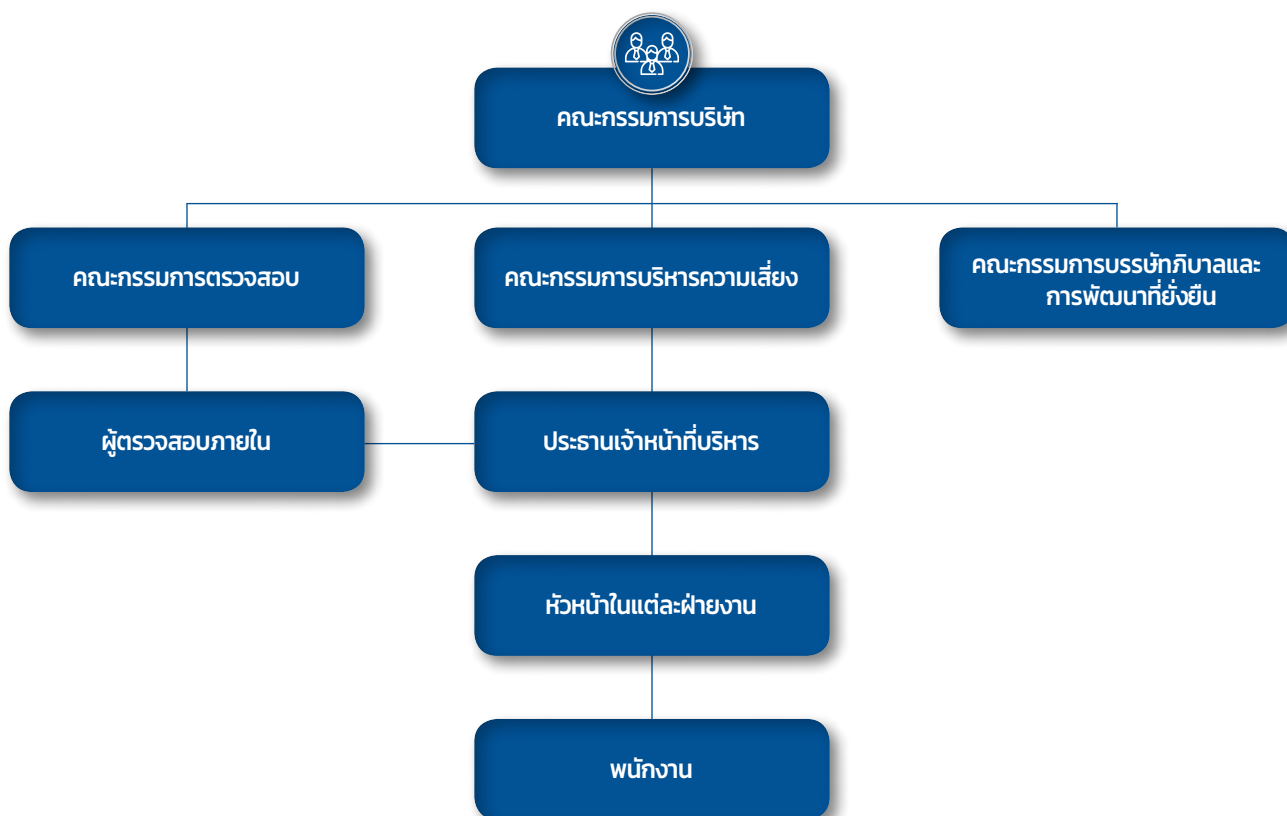 คณะกรรมการบริษัท
คณะกรรมการตรวจสอบ
คณะกรรมการบริหารความเสี่ยง
คณะกรรมการบรรษัทภิบาลและ
การพัฒนาที่ยั่งยืน
ผู้ตรวจสอบภายใน
ประธานเจ้าหน้าที่บริหาร
หัวหน้าในแต่ละฝ่ายงาน
พนักงาน